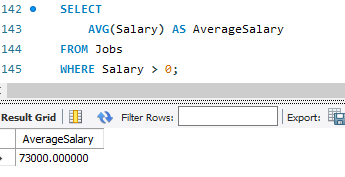 142 SELECT
143 AVG(Salary) AS AverageSalary
144 FROM Jobs
145 WHERE Salary > 0;
Result Grid Filter Rows: Export:
AverageSalary
73000.000000